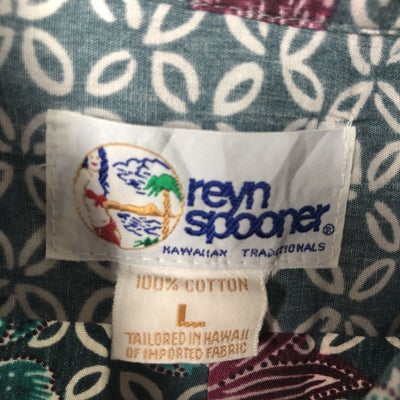 reyn
spooner®
HAWAIIAN TRADITIONALS
100% COTTON
L
TAILORED IN HAWAII
OF IMPORTED FABRIC